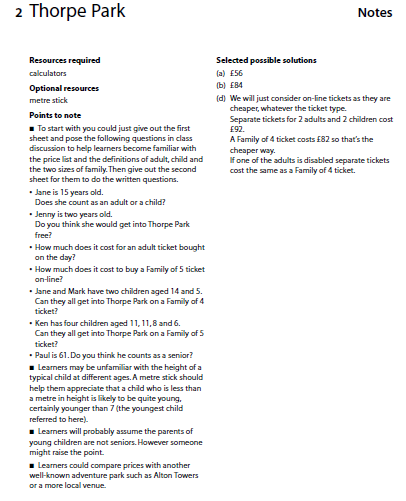 2 Thorpe Park
Notes
Resources required
calculators
Optional resources
metre stick
Points to note
■ To start with you could just give out the first
sheet and pose the following questions in class
discussion to help learners become familiar with
the price list and the definitions of adult, child and
the two sizes of family. Then give out the second
sheet for them to do the written questions.
• Jane is 15 years old.
Does she count as an adult or a child?
• Jenny is two years old.
Do you think she would get into Thorpe Park
free?
• How much does it cost for an adult ticket bought
on the day?
• How much does it cost to buy a Family of 5 ticket
on-line?
• Jane and Mark have two children aged 14 and 5.
Can they all get into Thorpe Park on a Family of 4
ticket?
• Ken has four children aged 11, 11, 8 and 6.
Can they all get into Thorpe Park on a Family of 5
ticket?
• Paul is 61. Do you think he counts as a senior?
■ Learners may be unfamiliar with the height of a
typical child at different ages. A metre stick should
help them appreciate that a child who is less than
a metre in height is likely to be quite young,
certainly younger than 7 (the youngest child
referred to here).
■ Learners will probably assume the parents of
young children are not seniors. However someone
might raise the point.
■ Learners could compare prices with another
well-known adventure park such as Alton Towers
or a more local venue.
Selected possible solutions
(a) £56
(b) £84
(d) We will just consider on-line tickets as they are
cheaper, whatever the ticket type.
Separate tickets for 2 adults and 2 children cost
£92.
A Family of 4 ticket costs £82 so that's the
cheaper way.
If one of the adults is disabled separate tickets
cost the same as a Family of 4 ticket.